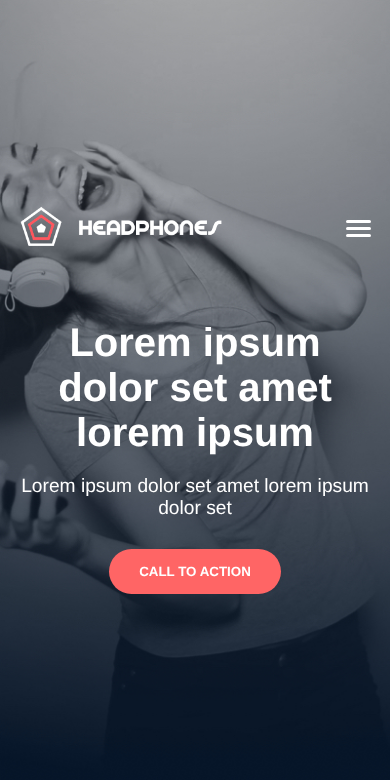 HEADPHONES
Lorem ipsum
dolor set amet
lorem ipsum
Lorem ipsum dolor set amet lorem ipsum
dolor set
CALL TO ACTION